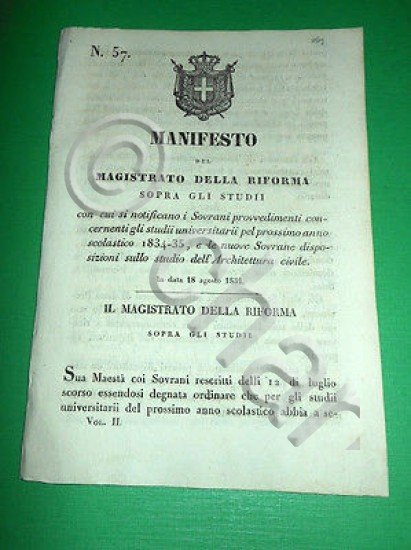 N. 57.
MANIFESTO
DEL
MAGISTRATO DELLA RIFORMA
SOPRA GLI STUDII
con cui si notificano i Sovrani provvedimenti con-
cernenti gli studii universitarii pel prossimo anno
scolastico 1834-35, e le nuove Sovrane dispo-
sizioni sullo studio dell'Architettura civile.
In data 18 agosto 1834.
IL MAGISTRATO DELLA RIFORMA
SOPRA GLI STUDII
Sua Maestà coi Sovrani rescritti delli 12 di luglio
scorso essendosi degnata ordinare che per gli studii
universitarii del prossimo anno scolastico abbia a se-
Vol. II.
©